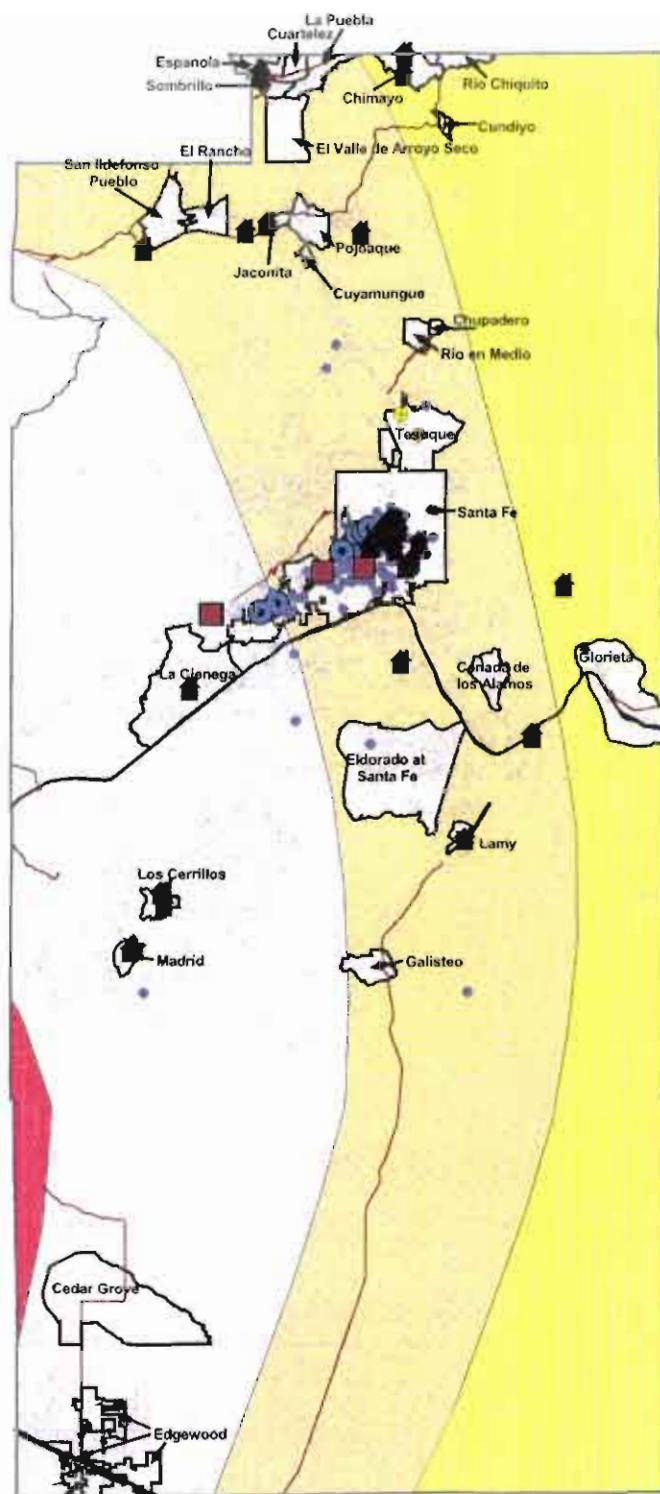 La Puebla
Cuartelez
Espanola
Sombrillo
Chimayo
Rio Chiquito
Cundiyo
El Valle de Arroyo Seco
El Rancho
San Ildefonso
Pueblo
Pojoaque
Jaconita
Cuyamungue
Chupadero
Rio en Medio
Tesuque
Santa Fe
La Cienega
Canada de
los Alamos
Glorieta
Eldorado at
Santa Fe
Lamy
Los Cerrillos
Madrid
Galisteo
Cedar Grove
Edgewood